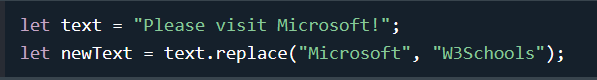 let text = "Please visit Microsoft!";
let newText = text.replace("Microsoft", "W3Schools");